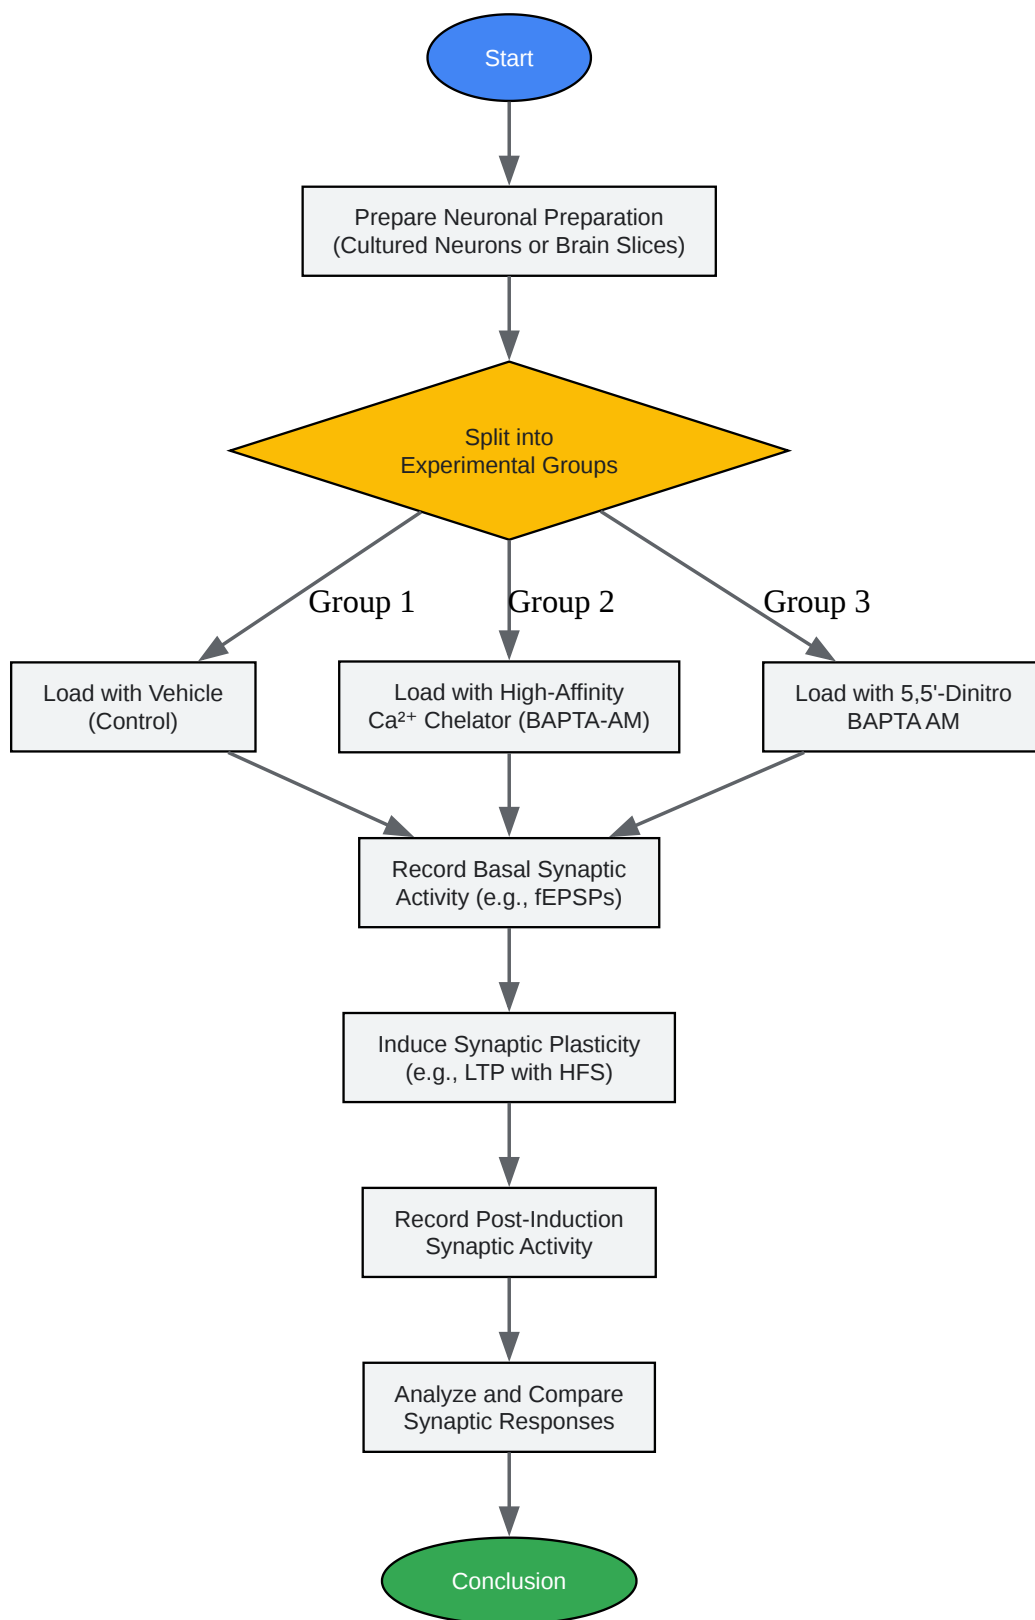 Start
Prepare Neuronal Preparation
(Cultured Neurons or Brain Slices)
Split into
Experimental Groups
Group 1
Group 2
Group 3
Load with Vehicle
(Control)
Load with High-Affinity
Ca²⁺ Chelator (BAPTA-AM)
Load with 5,5'-Dinitro
BAPTA AM
Record Basal Synaptic
Activity (e.g., fEPSPs)
Induce Synaptic Plasticity
(e.g., LTP with HFS)
Record Post-Induction
Synaptic Activity
Analyze and Compare
Synaptic Responses
Conclusion